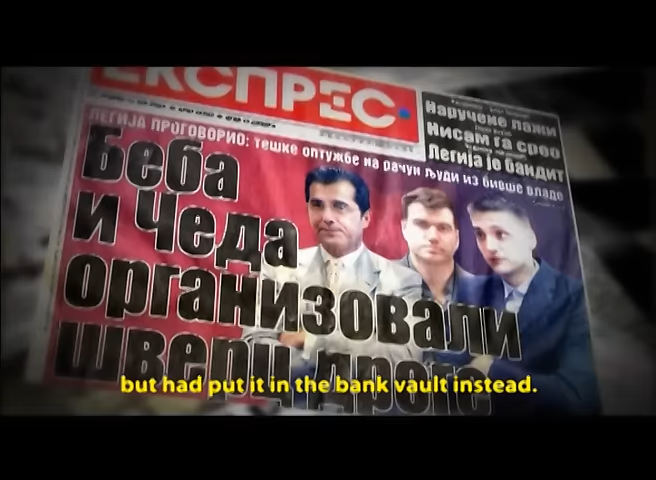 ЕКСПРЕС
ЛЕГИЈА ПРОГОВОРИО: тешке оптужбе на рачун људи из бивше владе
Наручене лажи
Нисам га срео
Легија је бандит
Беба
и Чеда
организовали
шверц дроге
but had put it in the bank vault instead.